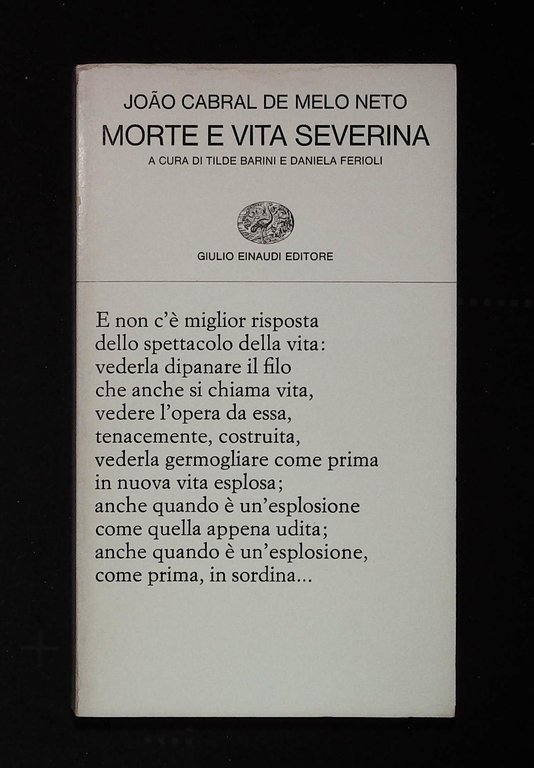 JOÃO CABRAL DE MELO NETO
MORTE E VITA SEVERINA
A CURA DI TILDE BARINI E DANIELA FERIOLI
GIULIO EINAUDI EDITORE
E non c'è miglior risposta
dello spettacolo della vita:
vederla dipanare il filo
che anche si chiama vita,
vedere l'opera da essa,
tenacemente, costruita,
vederla germogliare come prima
in nuova vita esplosa;
anche quando è un'esplosione
come quella appena udita;
anche quando è un'esplosione,
come prima, in sordina...